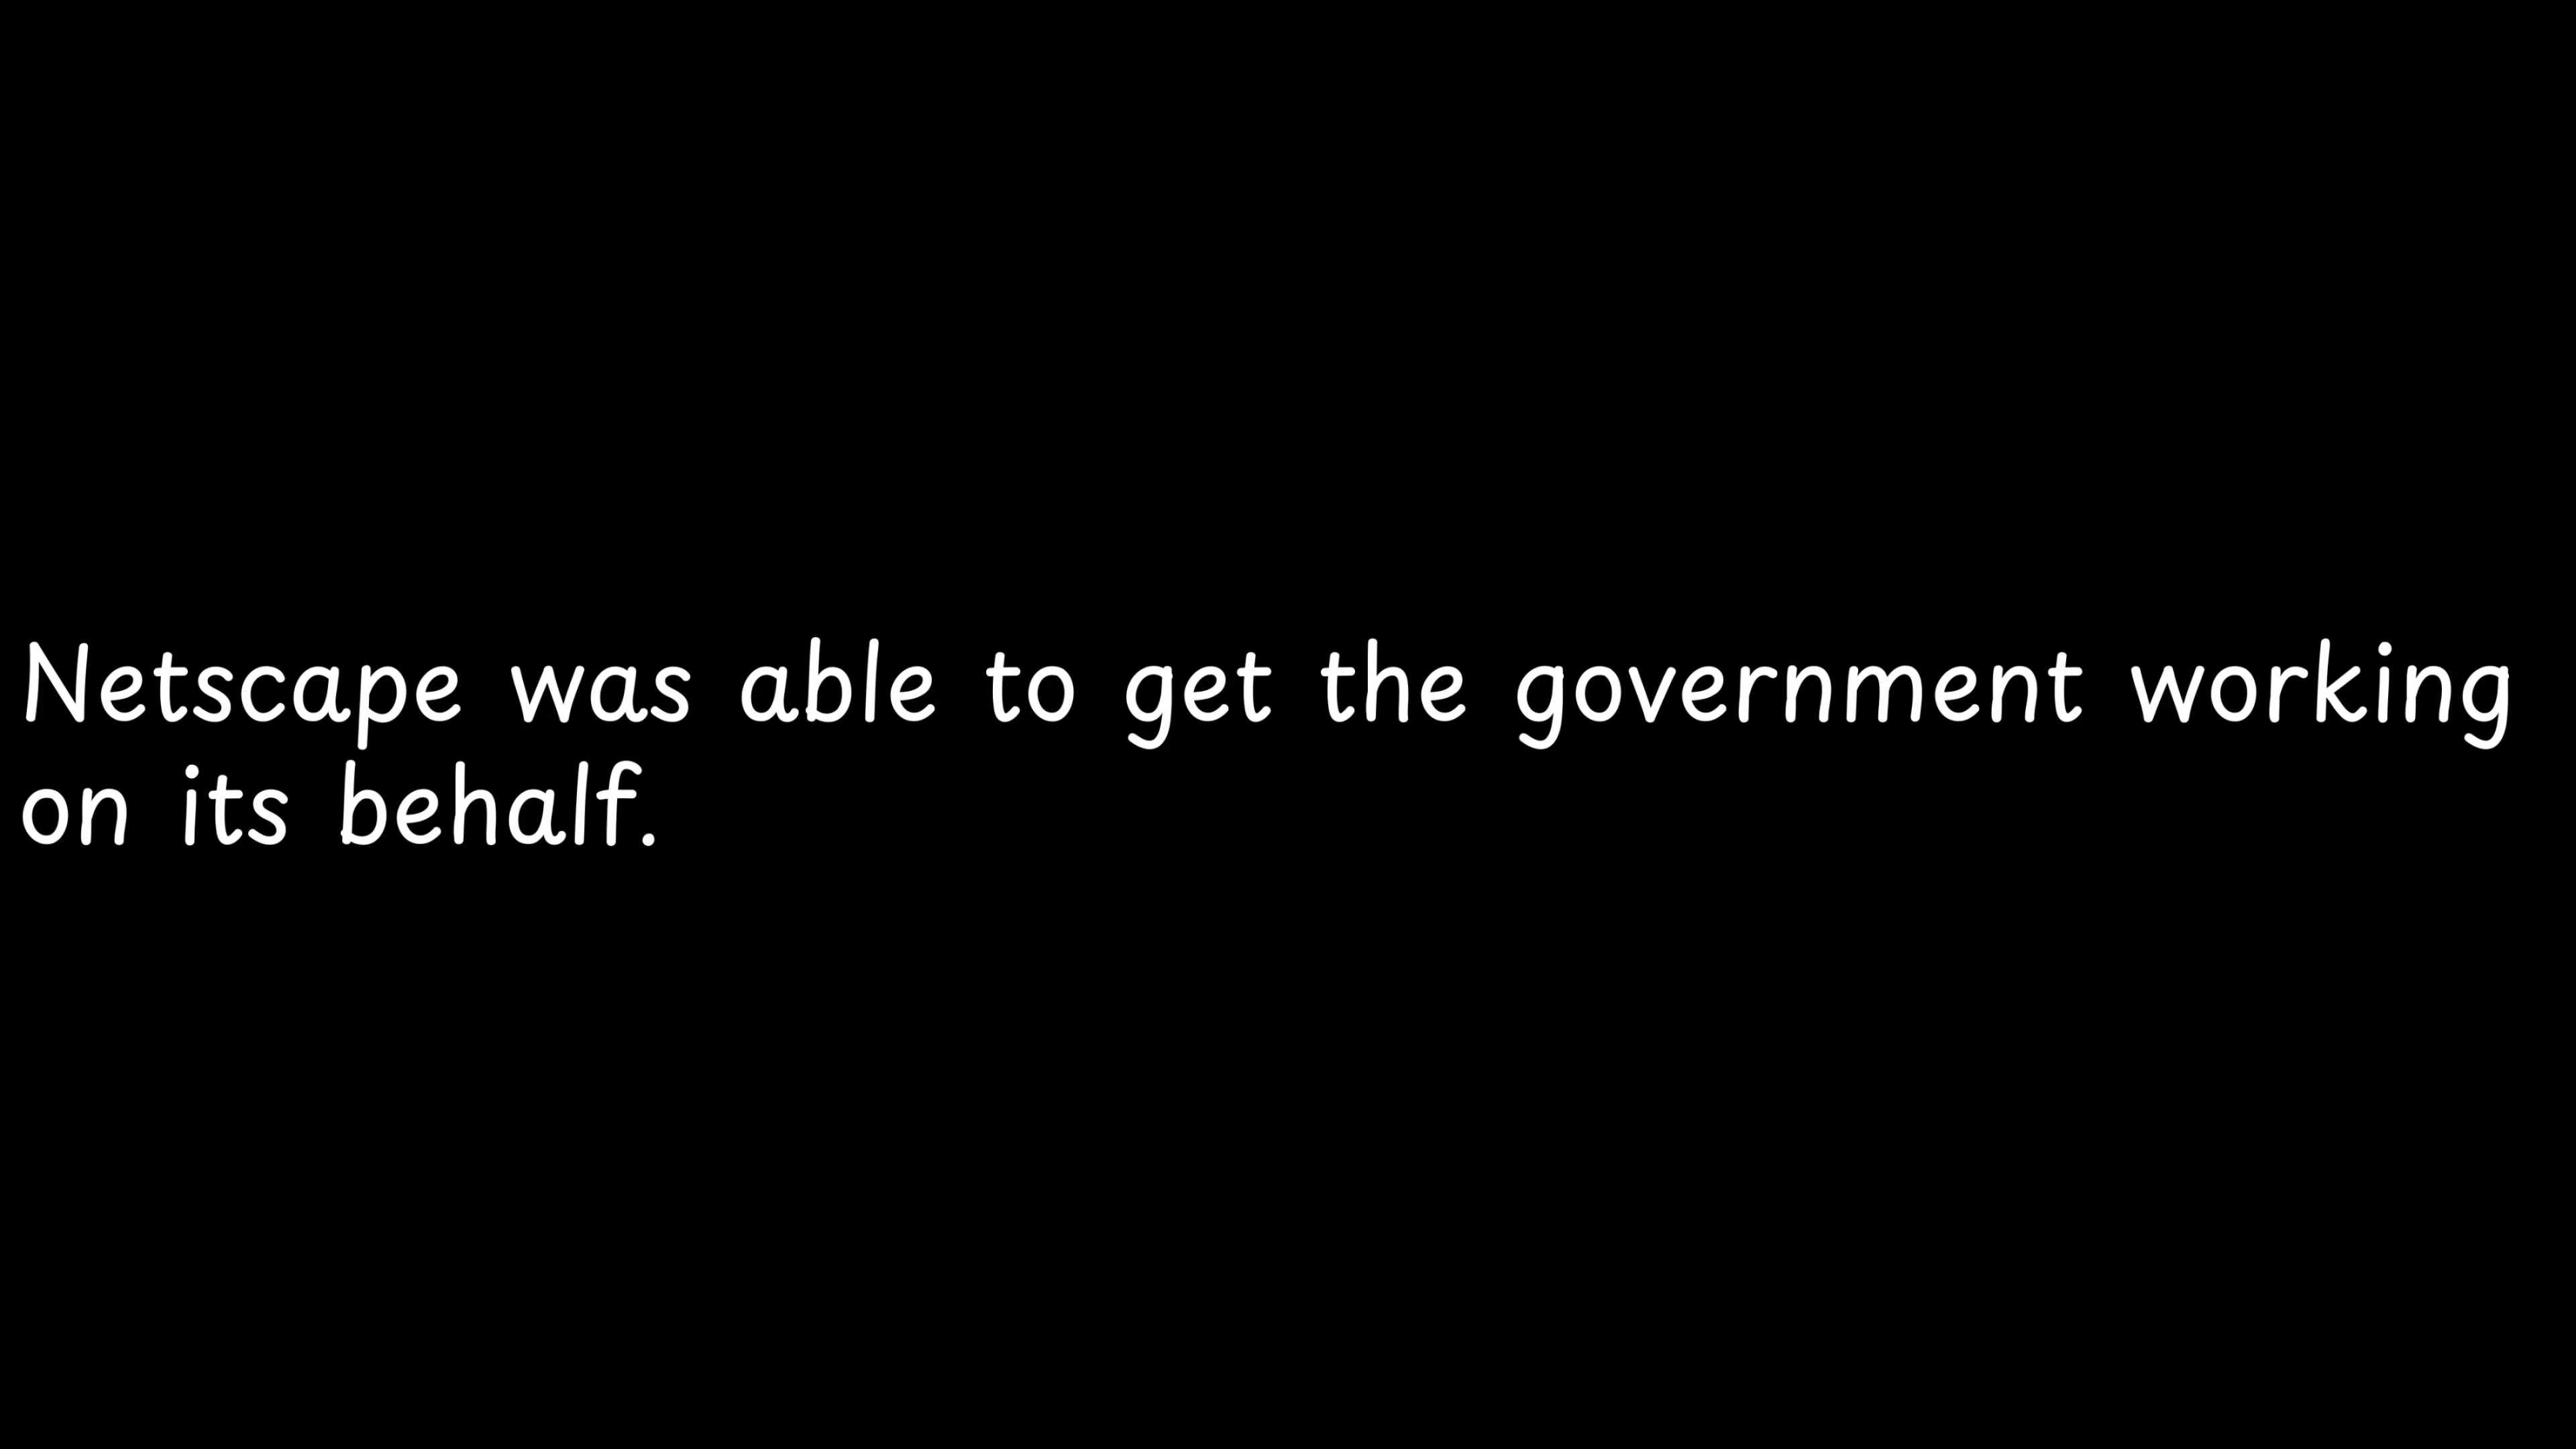 Netscape was able to get the government working
on its behalf.